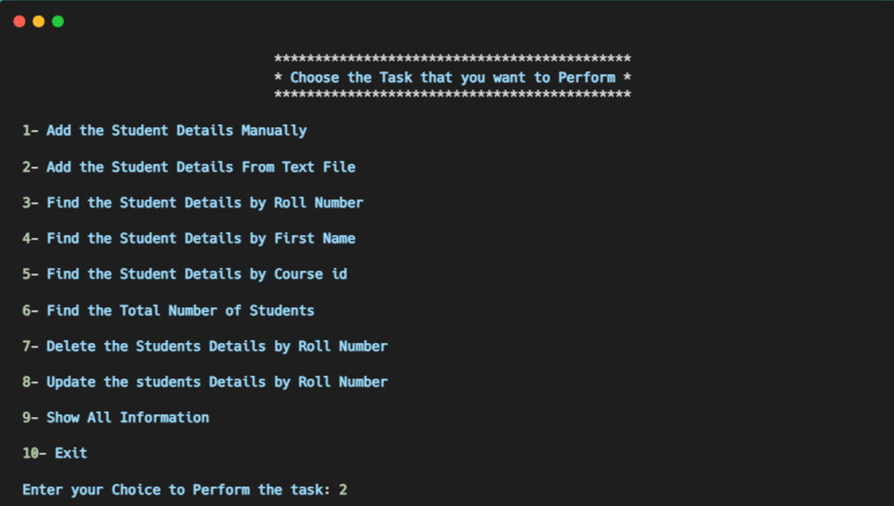 ********************************************
* Choose the Task that you want to Perform *
********************************************
1- Add the Student Details Manually
2- Add the Student Details From Text File
3- Find the Student Details by Roll Number
4- Find the Student Details by First Name
5- Find the Student Details by Course id
6- Find the Total Number of Students
7- Delete the Students Details by Roll Number
8- Update the students Details by Roll Number
9- Show All Information
10- Exit
Enter your Choice to Perform the task: 2